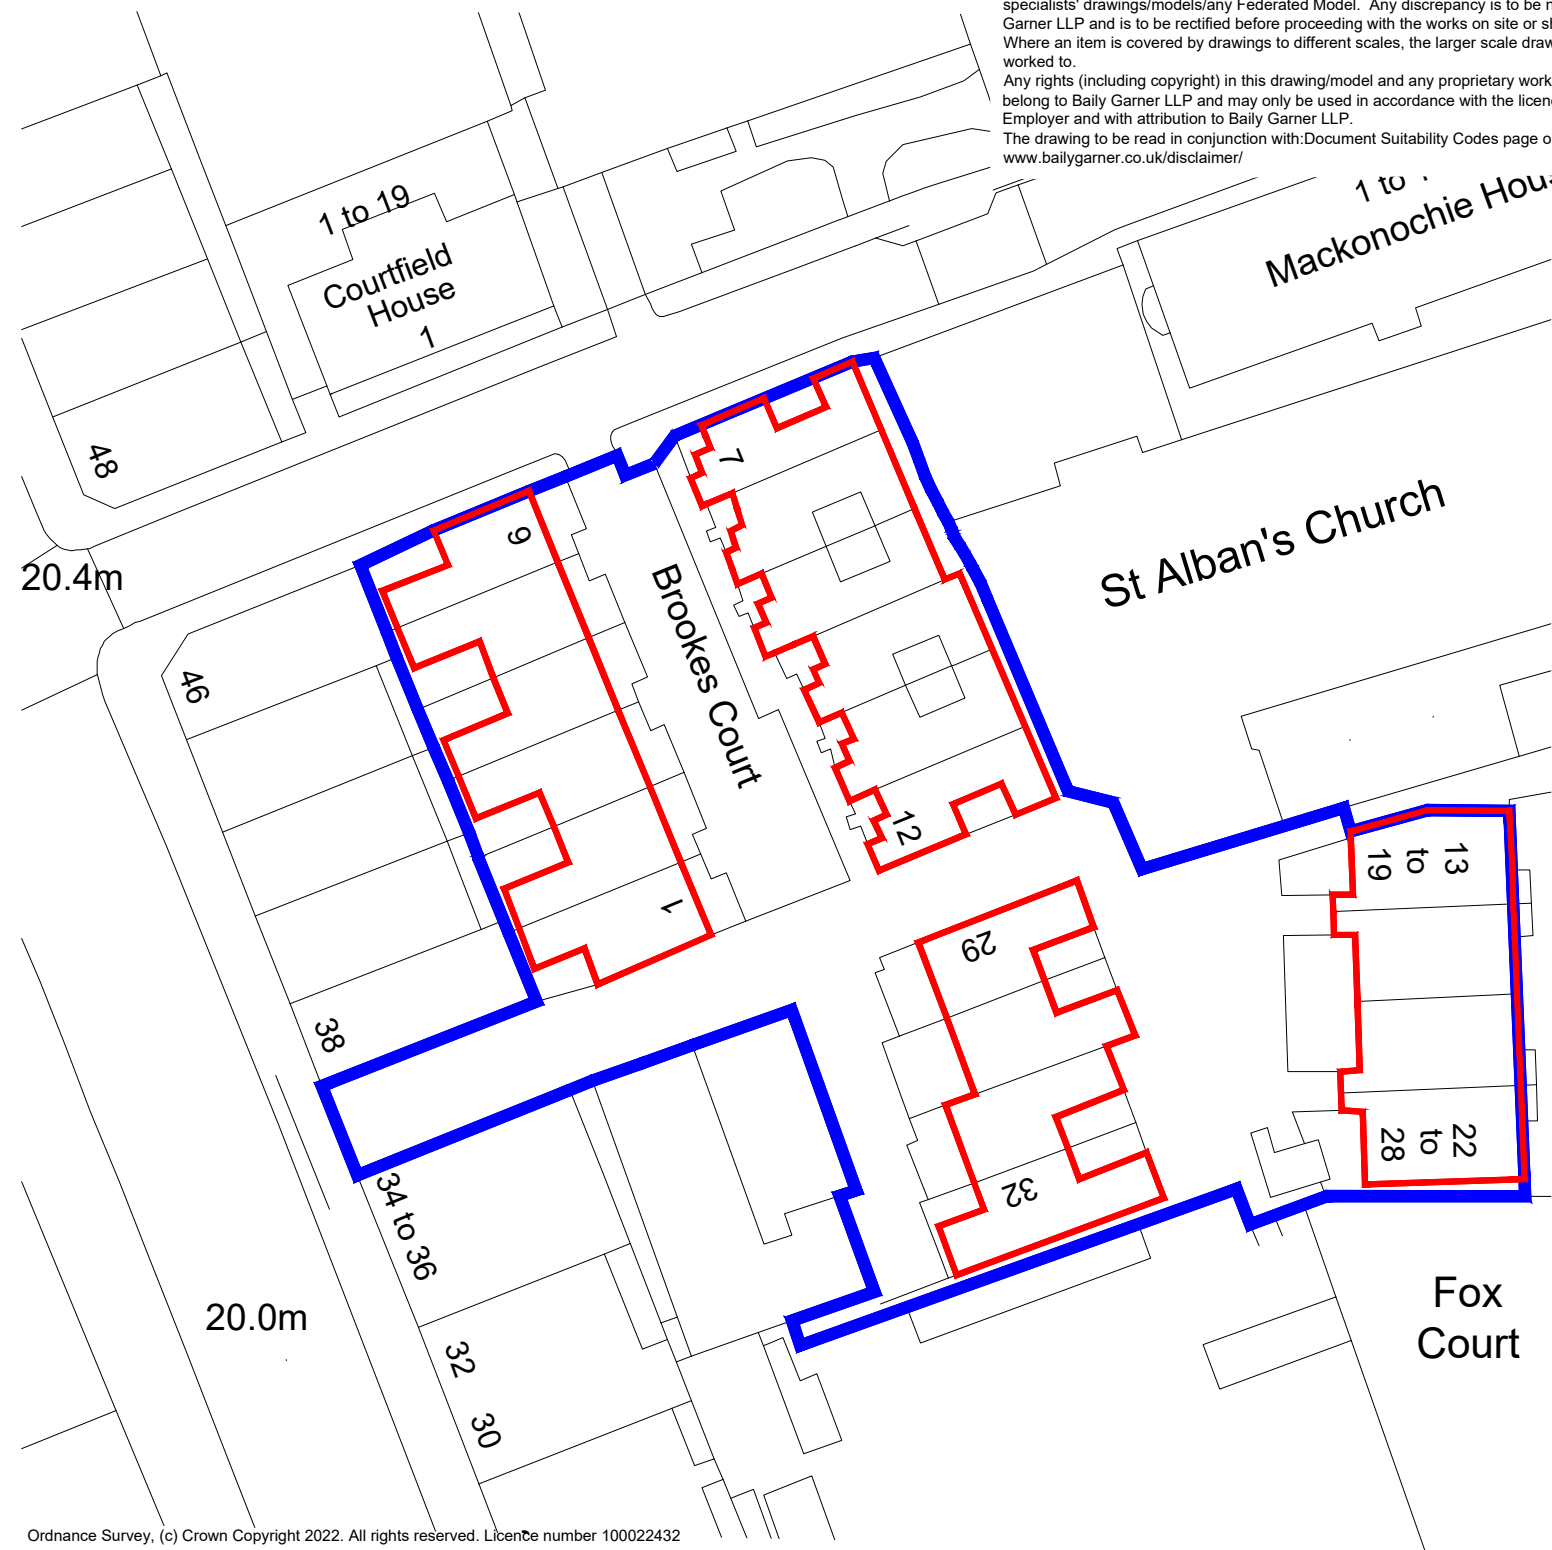 specialists' drawings/models/any Federated Model. Any discrepancy is to be
Garner LLP and is to be rectified before proceeding with the works on site or
Where an item is covered by drawings to different scales, the larger scale
worked to.
Any rights (including copyright) in this drawing/model and any proprietary work
belong to Baily Garner LLP and may only be used in accordance with the
Employer and with attribution to Baily Garner LLP.
The drawing to be read in conjunction with:Document Suitability Codes page
www.bailygarner.co.uk/disclaimer/
1 to
Mackonochie
1 to 19
Courtfield
House
1
48
7
9
St Alban's Church
20.4m
Brookes Court
46
12
13
to
19
1
29
38
22
to
28
32
34 to 36
20.0m
Fox
Court
32
30
Ordnance Survey, (c) Crown Copyright 2022. All rights reserved. Licence number 100022432